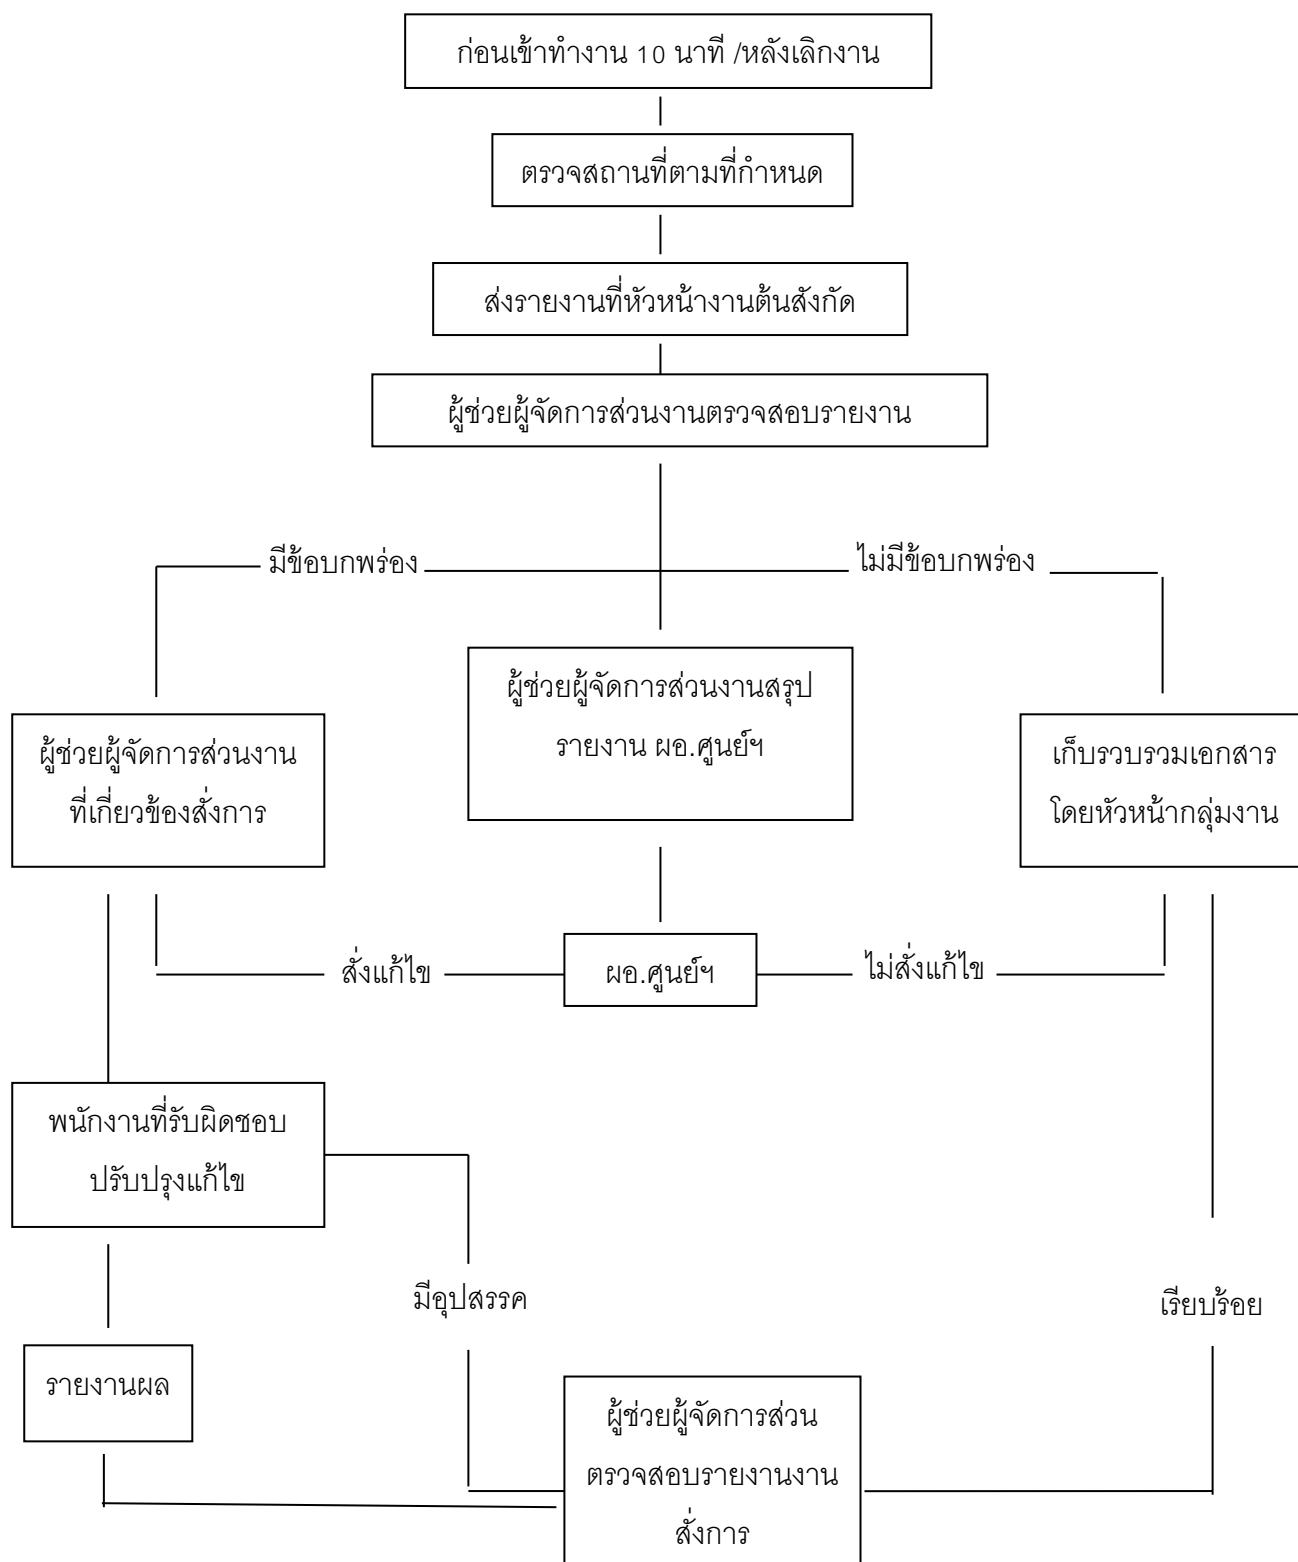 ก่อนเข้าทำงาน 10 นาที /หลังเลิกงาน
ตรวจสถานที่ตามที่กำหนด
ส่งรายงานที่หัวหน้างานต้นสังกัด
ผู้ช่วยผู้จัดการส่วนงานตรวจสอบรายงาน
มีข้อบกพร่อง
ไม่มีข้อบกพร่อง
ผู้ช่วยผู้จัดการส่วนงาน
ที่เกี่ยวข้องสั่งการ
ผู้ช่วยผู้จัดการส่วนงานสรุป
รายงาน ผอ.ศูนย์ฯ
เก็บรวบรวมเอกสาร
โดยหัวหน้ากลุ่มงาน
สั่งแก้ไข
ผอ.ศูนย์ฯ
ไม่สั่งแก้ไข
พนักงานที่รับผิดชอบ
ปรับปรุงแก้ไข
มีอุปสรรค
เรียบร้อย
รายงานผล
ผู้ช่วยผู้จัดการส่วน
ตรวจสอบรายงานงาน
สั่งการ